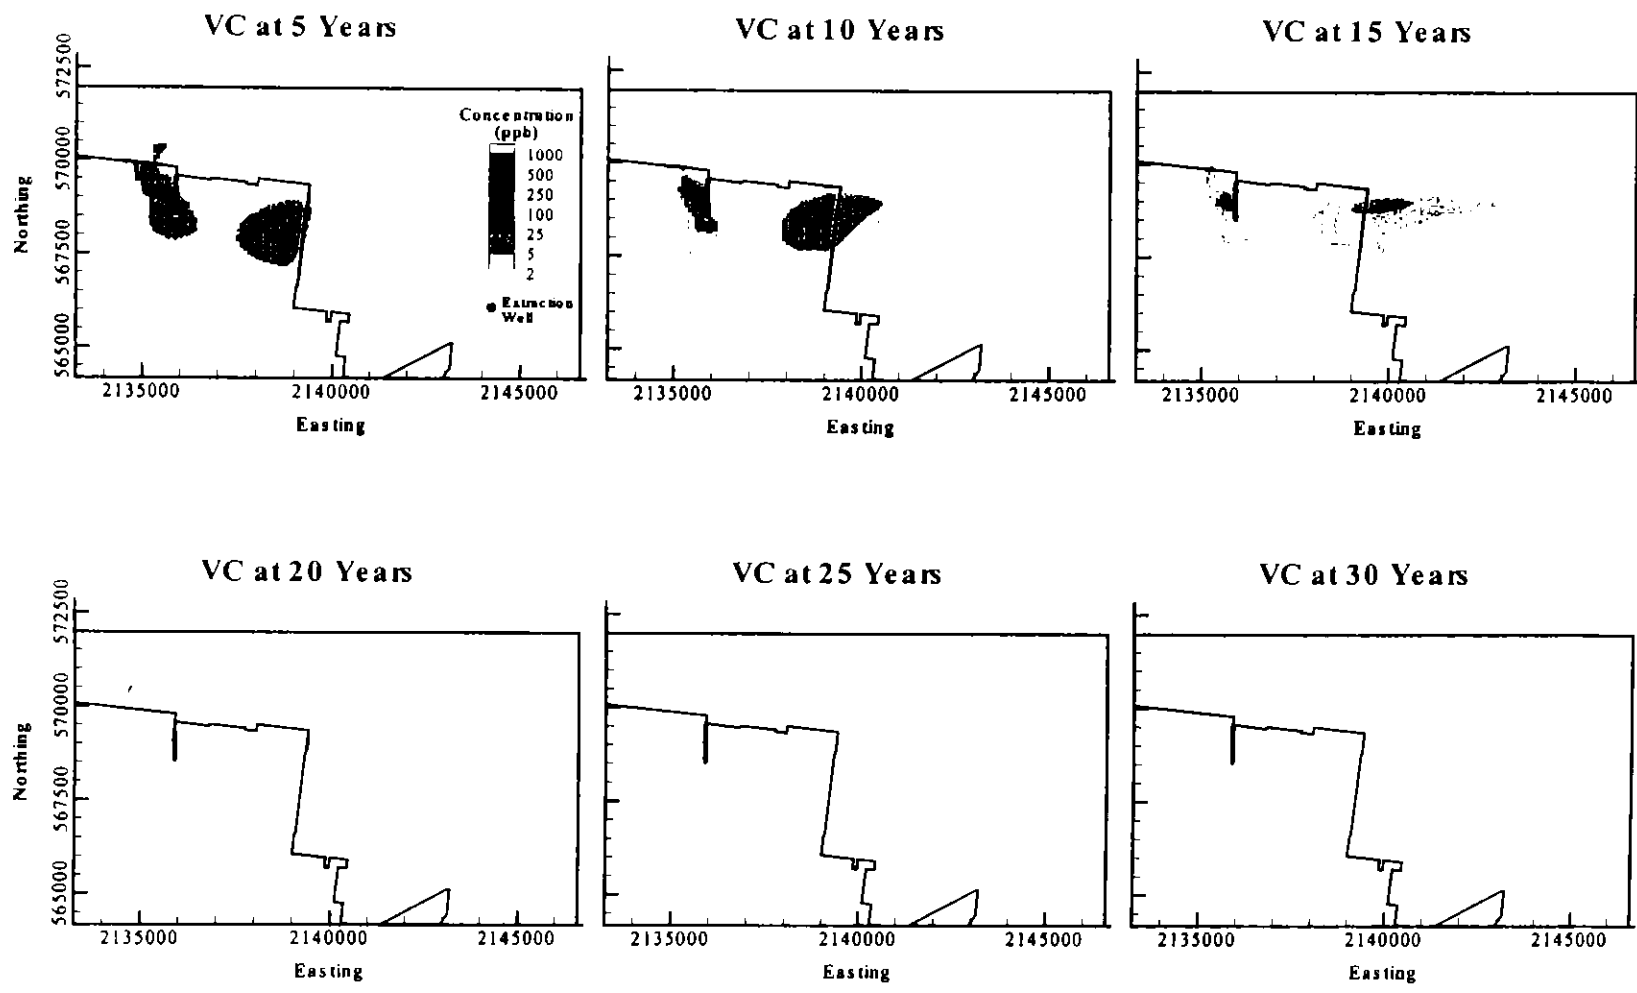 VC at 5 Years
VC at 10 Years
VC at 15 Years
Northing
572500
570000
567500
565000
Concentration
(ppb)
1000
500
250
100
25
5
2
Extraction
Well
2135000 2140000 2145000
2135000 2140000 2145000
2135000 2140000 2145000
Easting
Easting
Easting
VC at 20 Years
VC at 25 Years
VC at 30 Years
Northing
572500
570000
567500
565000
2135000 2140000 2145000
2135000 2140000 2145000
2135000 2140000 2145000
Easting
Easting
Easting